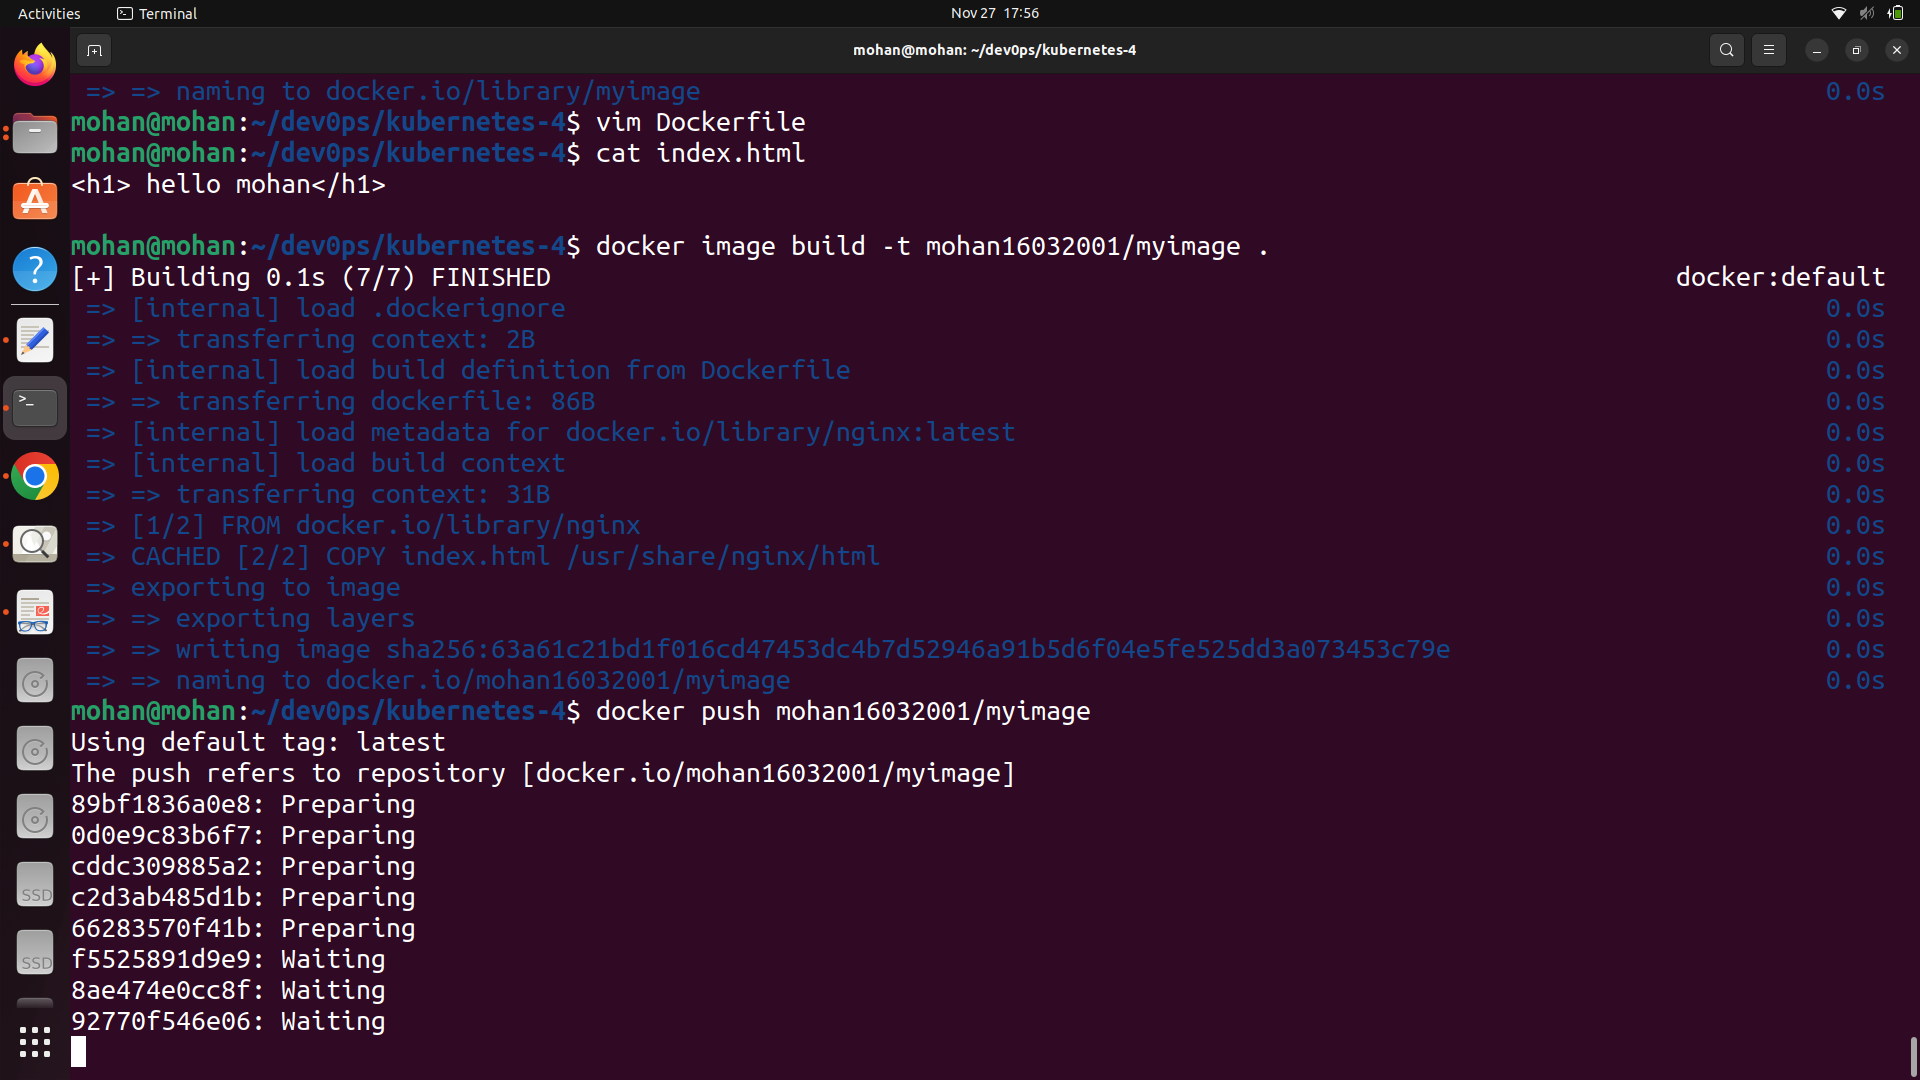 Activities
Terminal
Nov 27 17:56
mohan@mohan: ~/dev0ps/kubernetes-4
=> => naming to docker.io/library/myimage 0.0s
mohan@mohan:~/dev0ps/kubernetes-4$ vim Dockerfile
mohan@mohan:~/dev0ps/kubernetes-4$ cat index.html
<h1> hello mohan</h1>
mohan@mohan:~/dev0ps/kubernetes-4$ docker image build -t mohan16032001/myimage .
[+] Building 0.1s (7/7) FINISHED docker:default
=> [internal] load .dockerignore 0.0s
=> => transferring context: 2B 0.0s
=> [internal] load build definition from Dockerfile 0.0s
=> => transferring dockerfile: 86B 0.0s
=> [internal] load metadata for docker.io/library/nginx:latest 0.0s
=> [internal] load build context 0.0s
=> => transferring context: 31B 0.0s
=> [1/2] FROM docker.io/library/nginx 0.0s
=> CACHED [2/2] COPY index.html /usr/share/nginx/html 0.0s
=> exporting to image 0.0s
=> => exporting layers 0.0s
=> => writing image sha256:63a61c21bd1f016cd47453dc4b7d52946a91b5d6f04e5fe525dd3a073453c79e 0.0s
=> => naming to docker.io/mohan16032001/myimage 0.0s
mohan@mohan:~/dev0ps/kubernetes-4$ docker push mohan16032001/myimage
Using default tag: latest
The push refers to repository [docker.io/mohan16032001/myimage]
89bf1836a0e8: Preparing
0d0e9c83b6f7: Preparing
cddc309885a2: Preparing
c2d3ab485d1b: Preparing
66283570f41b: Preparing
f5525891d9e9: Waiting
8ae474e0cc8f: Waiting
92770f546e06: Waiting
SSD
SSD